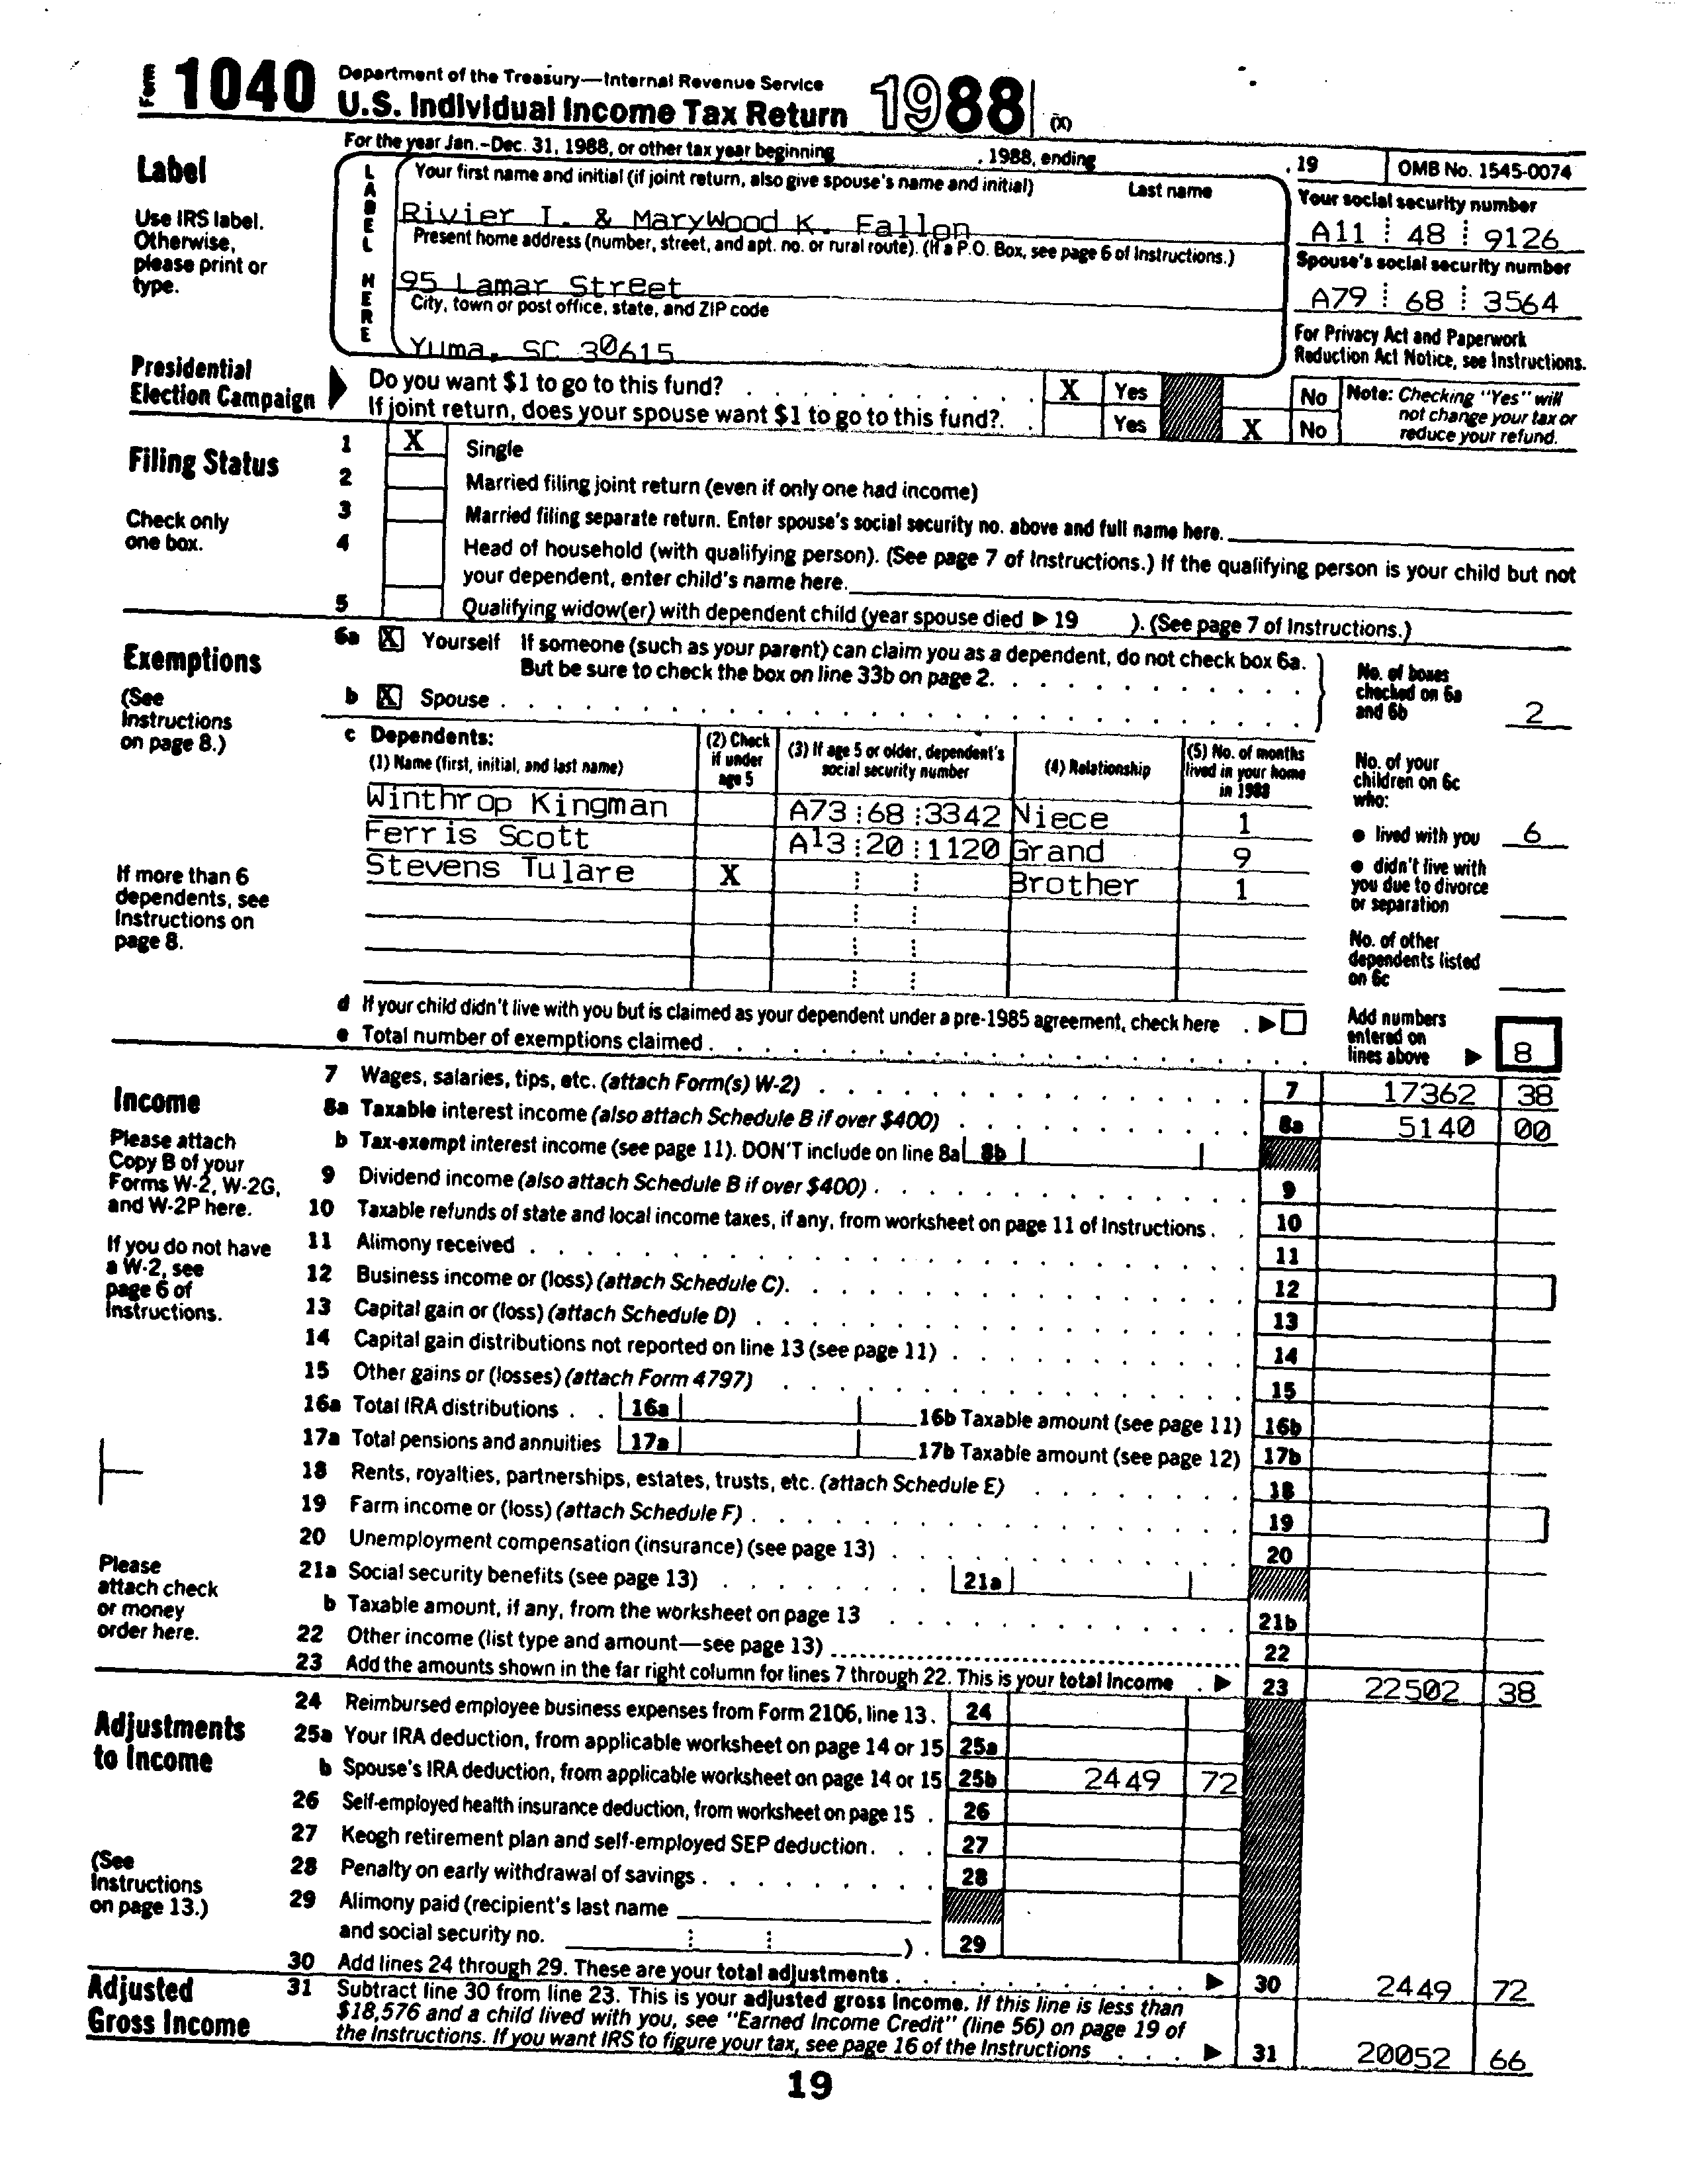 Form 1040 Department of the Treasury—Internal Revenue Service
U.S. Individual Income Tax Return 1988 (X)
For the year Jan.-Dec. 31, 1988, or other tax year beginning , 1988, ending , 19 OMB No. 1545-0074
Label
Use IRS label.
Otherwise,
please print or
type.
LABEL HERE
Your first name and initial (if joint return, also give spouse's name and initial) Last name
Rivier I. & MaryWood K. Fallon
Your social security number
A11 48 9126
Present home address (number, street, and apt. no. or rural route). (If a P.O. Box, see page 6 of Instructions.)
95 Lamar Street
Spouse's social security number
A79 68 3564
City, town or post office, state, and ZIP code
Yuma, SC 30615
For Privacy Act and Paperwork
Reduction Act Notice, see Instructions.
Presidential
Election Campaign
Do you want $1 to go to this fund? X Yes No
If joint return, does your spouse want $1 to go to this fund? Yes X No
Note: Checking "Yes" will
not change your tax or
reduce your refund.
Filing Status
Check only
one box.
1 X Single
2 Married filing joint return (even if only one had income)
3 Married filing separate return. Enter spouse's social security no. above and full name here.
4 Head of household (with qualifying person). (See page 7 of Instructions.) If the qualifying person is your child but not
your dependent, enter child's name here.
5 Qualifying widow(er) with dependent child (year spouse died ▶ 19 ). (See page 7 of Instructions.)
Exemptions
(See
Instructions
on page 8.)
6a X Yourself If someone (such as your parent) can claim you as a dependent, do not check box 6a.
But be sure to check the box on line 33b on page 2.
b X Spouse
No. of boxes
checked on 6a
and 6b 2
c Dependents:
(1) Name (first, initial, and last name)
(2) Check
if under
age 5
(3) If age 5 or older, dependent's
social security number
(4) Relationship
(5) No. of months
lived in your home
in 1988
Winthrop Kingman A73 68 3342 Niece 1
Ferris Scott A13 20 1120 Grand 9
Stevens Tulare X Brother 1
If more than 6
dependents, see
Instructions on
page 8.
No. of your
children on 6c
who:
● lived with you 6
● didn't live with
you due to divorce
or separation
No. of other
dependents listed
on 6c
d If your child didn't live with you but is claimed as your dependent under a pre-1985 agreement, check here ▶
e Total number of exemptions claimed
Add numbers
entered on
lines above ▶ 8
Income
Please attach
Copy B of your
Forms W-2, W-2G,
and W-2P here.
If you do not have
a W-2, see
page 6 of
Instructions.
7 Wages, salaries, tips, etc. (attach Form(s) W-2) 7 17362 38
8a Taxable interest income (also attach Schedule B if over $400) 8a 5140 00
b Tax-exempt interest income (see page 11). DON'T include on line 8a 8b
9 Dividend income (also attach Schedule B if over $400) 9
10 Taxable refunds of state and local income taxes, if any, from worksheet on page 11 of Instructions 10
11 Alimony received 11
12 Business income or (loss) (attach Schedule C) 12
13 Capital gain or (loss) (attach Schedule D) 13
14 Capital gain distributions not reported on line 13 (see page 11) 14
15 Other gains or (losses) (attach Form 4797) 15
16a Total IRA distributions 16a 16b Taxable amount (see page 11) 16b
17a Total pensions and annuities 17a 17b Taxable amount (see page 12) 17b
18 Rents, royalties, partnerships, estates, trusts, etc. (attach Schedule E) 18
19 Farm income or (loss) (attach Schedule F) 19
20 Unemployment compensation (insurance) (see page 13) 20
21a Social security benefits (see page 13) 21a
b Taxable amount, if any, from the worksheet on page 13 21b
22 Other income (list type and amount—see page 13) 22
23 Add the amounts shown in the far right column for lines 7 through 22. This is your total income ▶ 23 22502 38
Please
attach check
or money
order here.
Adjustments
to Income
(See
Instructions
on page 13.)
24 Reimbursed employee business expenses from Form 2106, line 13. 24
25a Your IRA deduction, from applicable worksheet on page 14 or 15 25a
b Spouse's IRA deduction, from applicable worksheet on page 14 or 15 25b 2449 72
26 Self-employed health insurance deduction, from worksheet on page 15 26
27 Keogh retirement plan and self-employed SEP deduction 27
28 Penalty on early withdrawal of savings 28
29 Alimony paid (recipient's last name
and social security no. ) 29
30 Add lines 24 through 29. These are your total adjustments ▶ 30 2449 72
Adjusted
Gross Income
31 Subtract line 30 from line 23. This is your adjusted gross income. If this line is less than
$18,576 and a child lived with you, see "Earned Income Credit" (line 56) on page 19 of
the Instructions. If you want IRS to figure your tax, see page 16 of the Instructions ▶ 31 20052 66
19